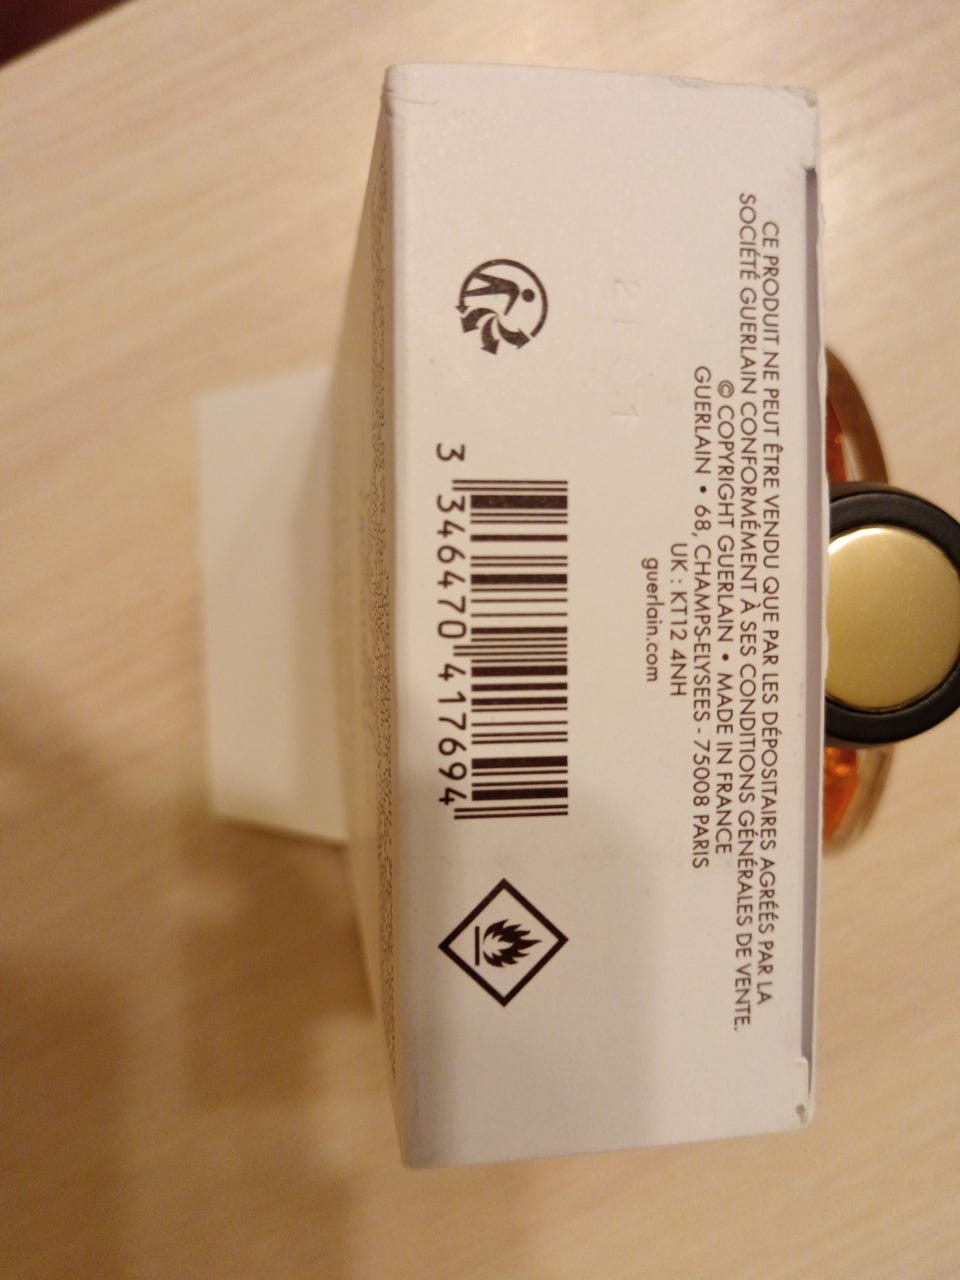 CE PRODUIT NE PEUT ÊTRE VENDU QUE PAR LES DÉPOSITAIRES AGRÉÉS PAR LA
SOCIÉTÉ GUERLAIN CONFORMÉMENT À SES CONDITIONS GÉNÉRALES DE VENTE.
© COPYRIGHT GUERLAIN • MADE IN FRANCE
GUERLAIN • 68, CHAMPS-ELYSEES - 75008 PARIS
UK : KT12 4NH
guerlain.com
3 346470 417694